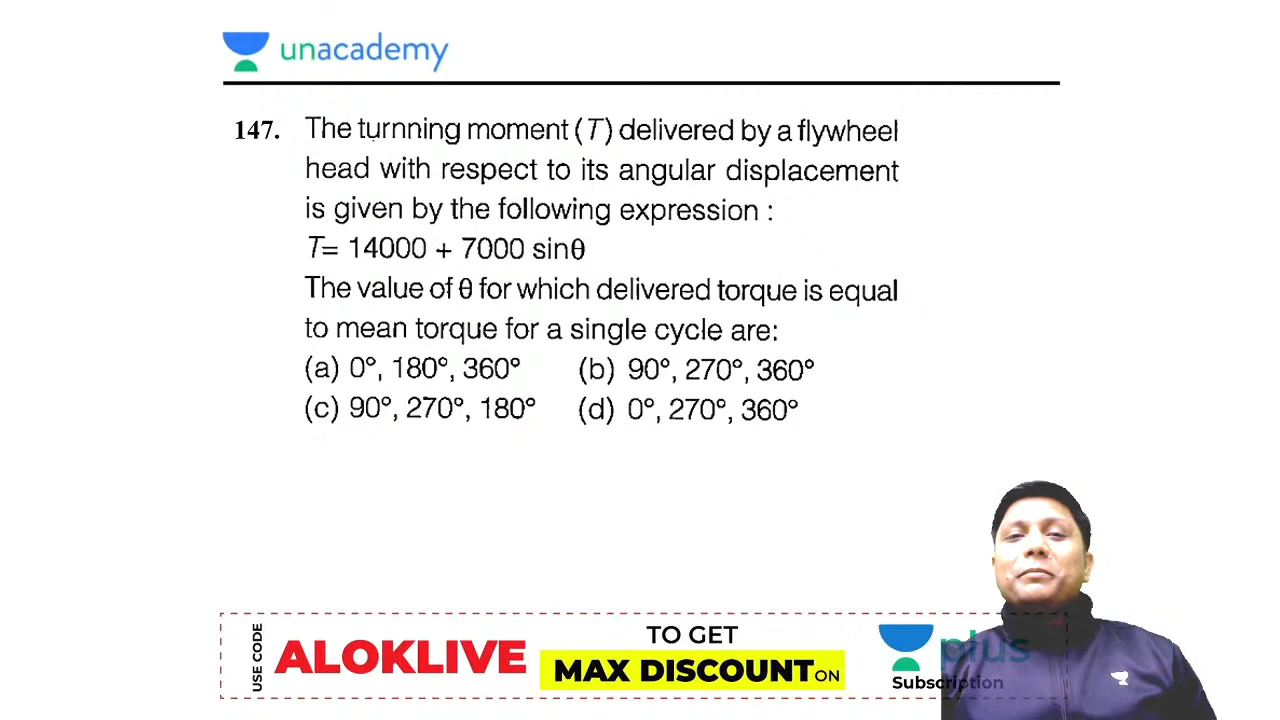 unacademy
147. The turnning moment (T) delivered by a flywheel
head with respect to its angular displacement
is given by the following expression :
T= 14000 + 7000 sinθ
The value of θ for which delivered torque is equal
to mean torque for a single cycle are:
(a) 0°, 180°, 360° (b) 90°, 270°, 360°
(c) 90°, 270°, 180° (d) 0°, 270°, 360°
USE CODE
ALOKLIVE
TO GET
MAX DISCOUNT ON
plus
Subscription